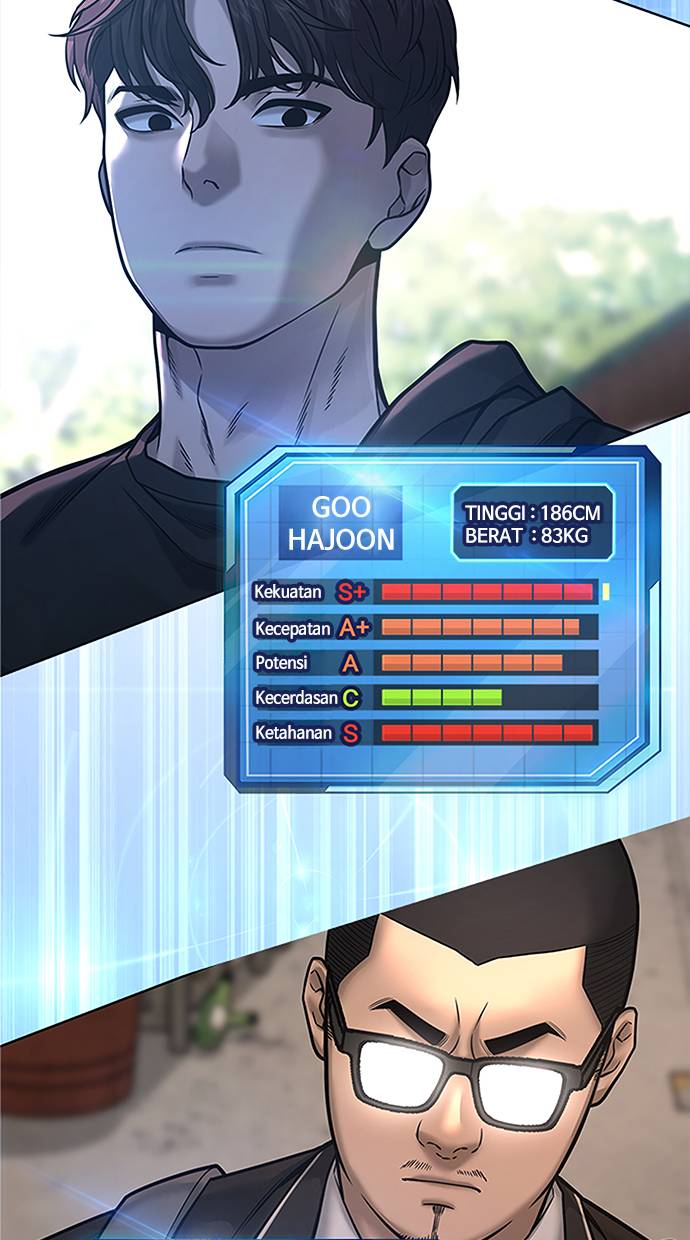 GOO
HAJOON
TINGGI : 186CM
BERAT : 83KG
Kekuatan S+
Kecepatan A+
Potensi A
Kecerdasan C
Ketahanan S